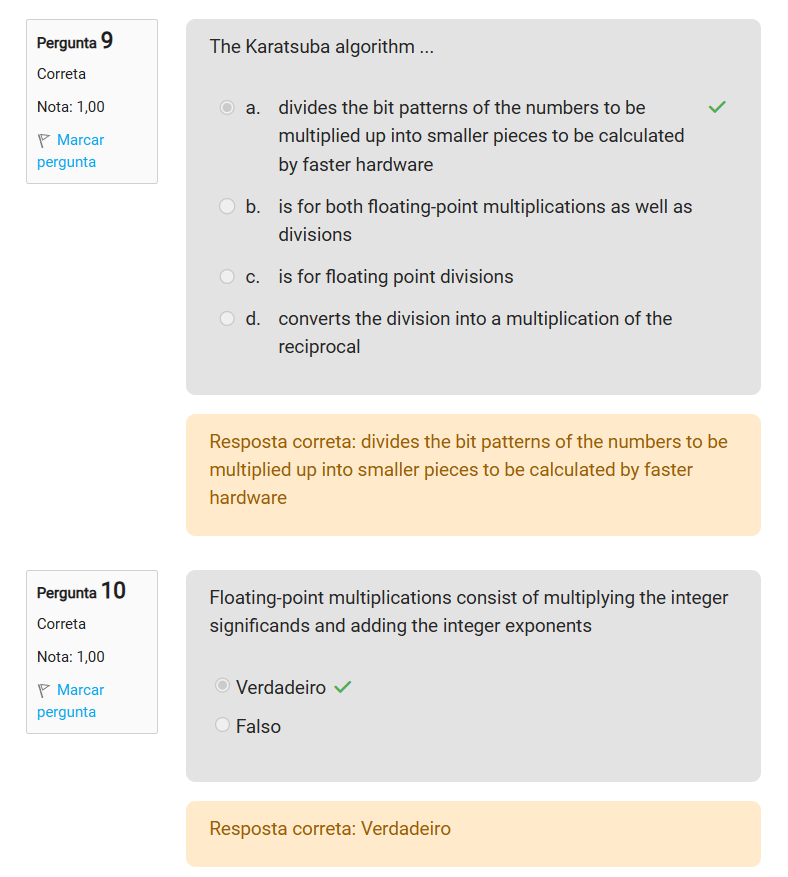 Pergunta 9
Correta
Nota: 1,00
Marcar
pergunta
The Karatsuba algorithm ...
a. divides the bit patterns of the numbers to be
multiplied up into smaller pieces to be calculated
by faster hardware
b. is for both floating-point multiplications as well as
divisions
c. is for floating point divisions
d. converts the division into a multiplication of the
reciprocal
Resposta correta: divides the bit patterns of the numbers to be
multiplied up into smaller pieces to be calculated by faster
hardware
Pergunta 10
Correta
Nota: 1,00
Marcar
pergunta
Floating-point multiplications consist of multiplying the integer
significands and adding the integer exponents
Verdadeiro
Falso
Resposta correta: Verdadeiro